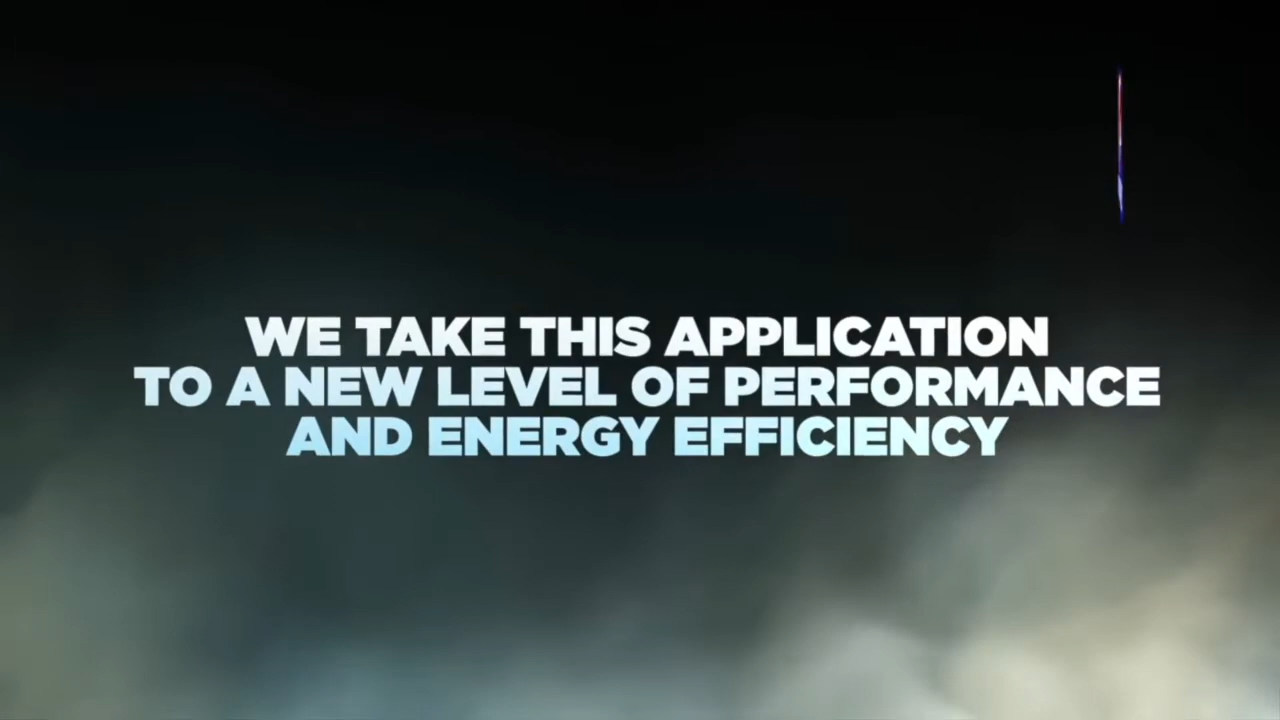 WE TAKE THIS APPLICATION
TO A NEW LEVEL OF PERFORMANCE
AND ENERGY EFFICIENCY